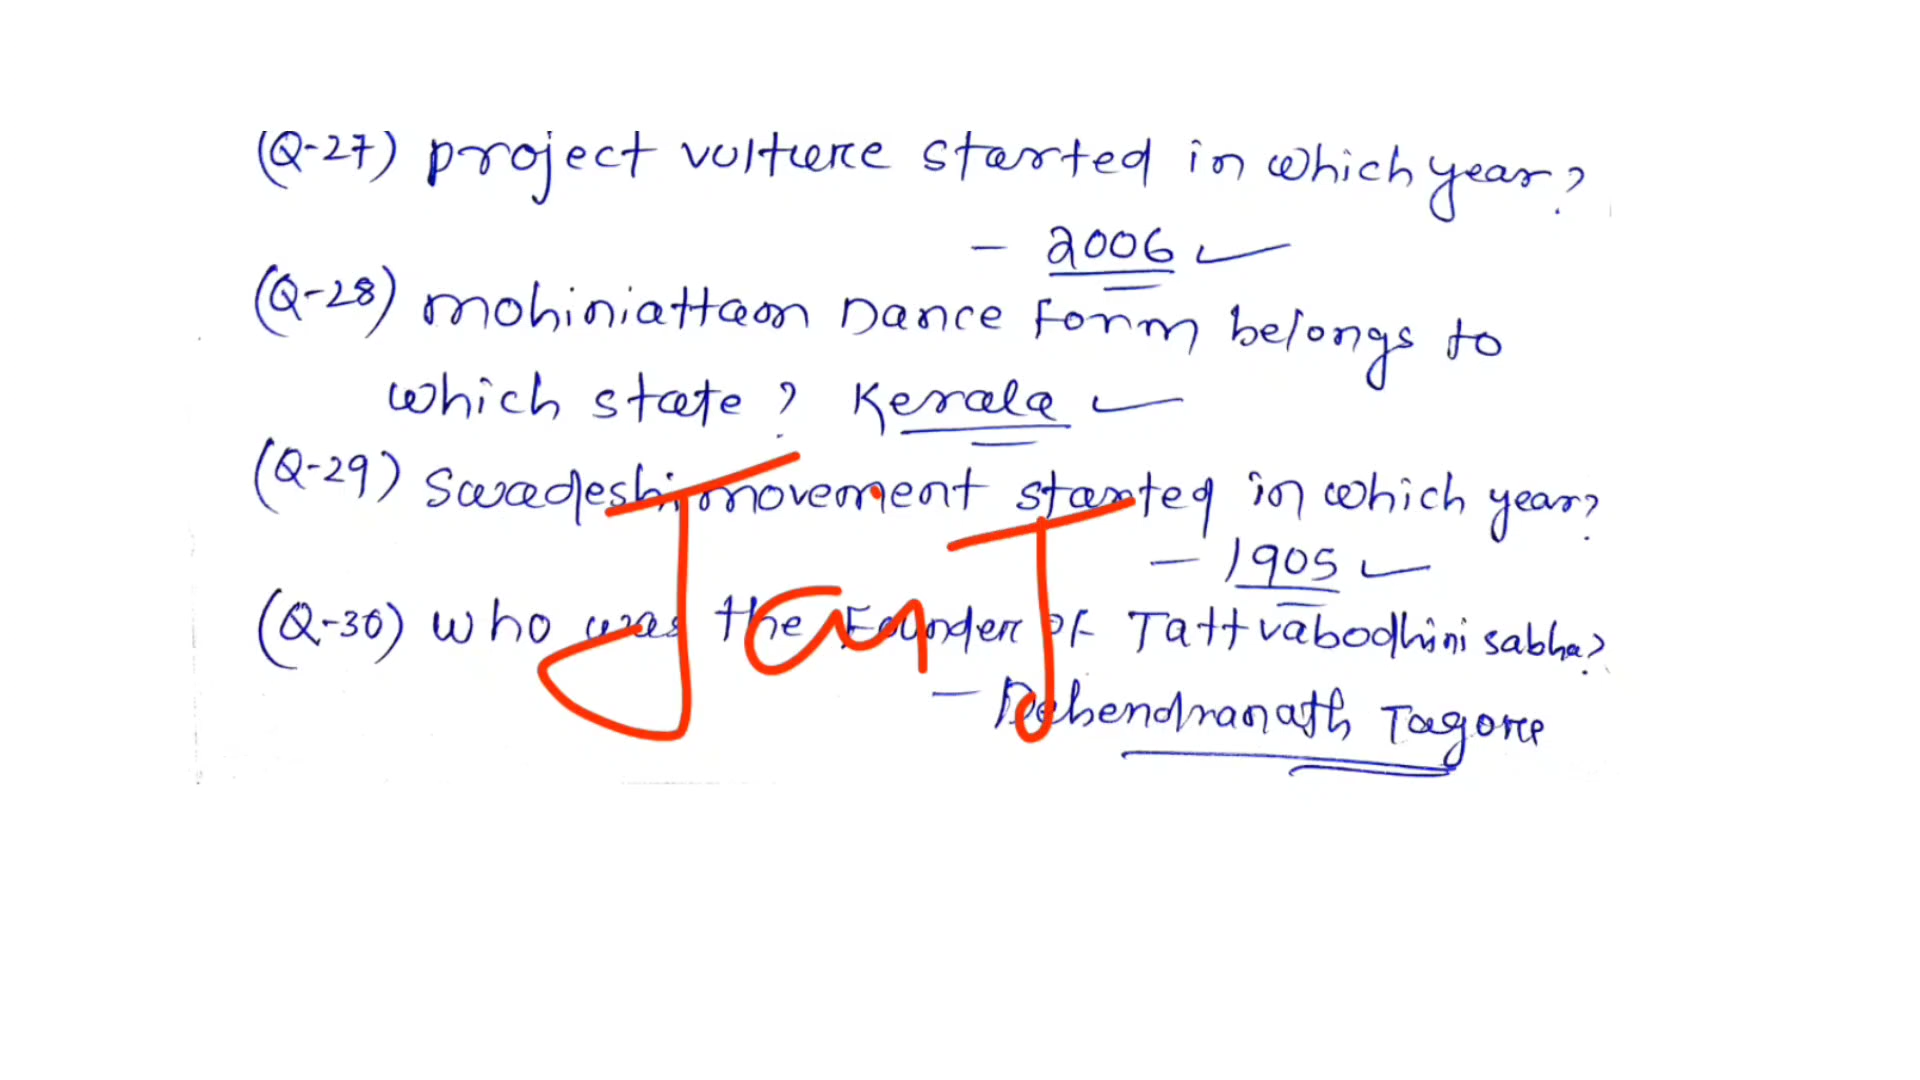 (Q-27) project vulture started in which year?
- 2006
(Q-28) mohiniattam Dance Form belongs to
which state? Kerala
(Q-29) Swadeshi movement started in which year?
- 1905
(Q-30) who was the Founder of Tattvabodhini sabha?
- Debendranath Tagore